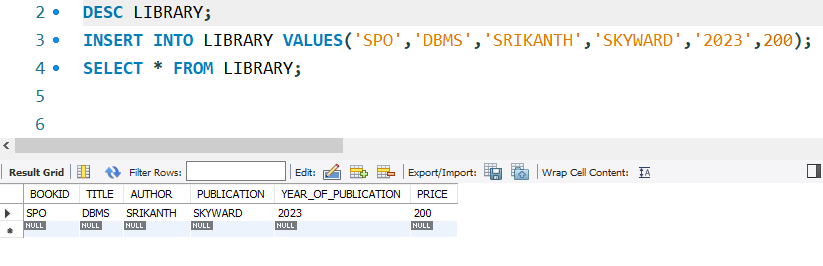 2 DESC LIBRARY;
3 INSERT INTO LIBRARY VALUES('SPO','DBMS','SRIKANTH','SKYWARD','2023',200);
4 SELECT * FROM LIBRARY;
5
6
Result Grid Filter Rows: Edit: Export/Import: Wrap Cell Content: IA
BOOKID TITLE AUTHOR PUBLICATION YEAR_OF_PUBLICATION PRICE
SPO DBMS SRIKANTH SKYWARD 2023 200
NULL NULL NULL NULL NULL NULL